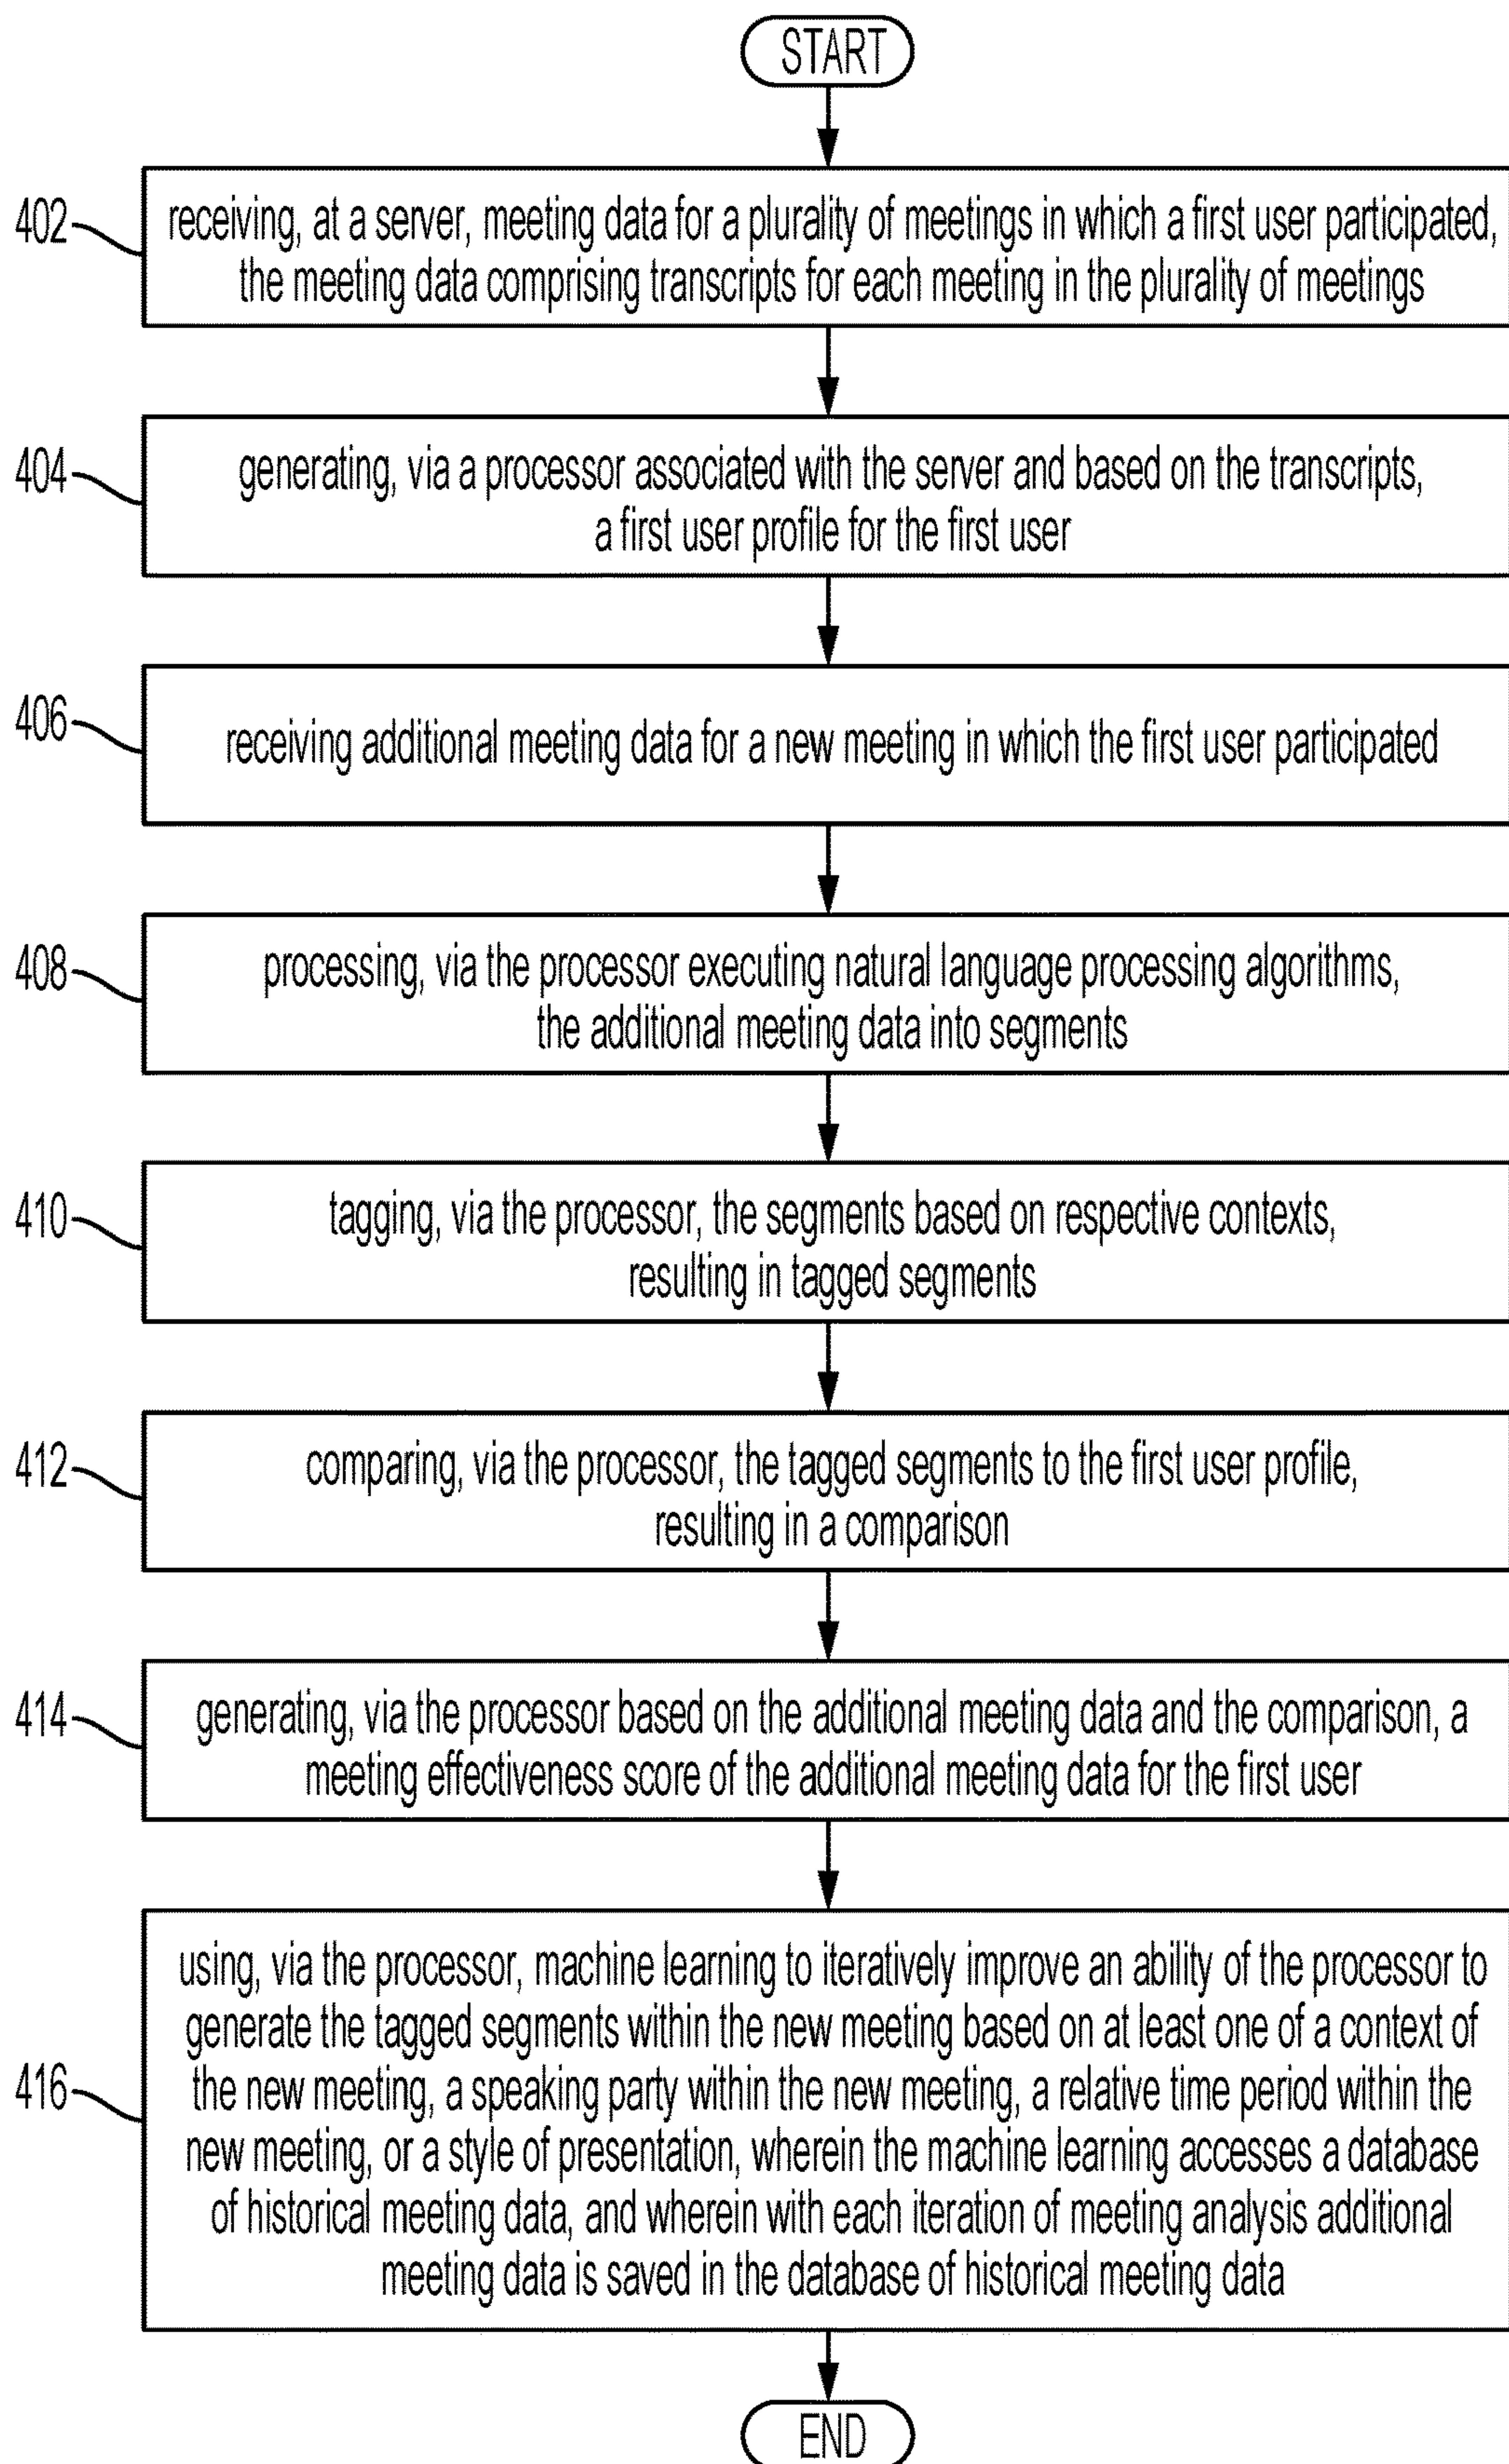 START
402
receiving, at a server, meeting data for a plurality of meetings in which a first user participated,
the meeting data comprising transcripts for each meeting in the plurality of meetings
404
generating, via a processor associated with the server and based on the transcripts,
a first user profile for the first user
406
receiving additional meeting data for a new meeting in which the first user participated
408
processing, via the processor executing natural language processing algorithms,
the additional meeting data into segments
410
tagging, via the processor, the segments based on respective contexts,
resulting in tagged segments
412
comparing, via the processor, the tagged segments to the first user profile,
resulting in a comparison
414
generating, via the processor based on the additional meeting data and the comparison, a
meeting effectiveness score of the additional meeting data for the first user
416
using, via the processor, machine learning to iteratively improve an ability of the processor to
generate the tagged segments within the new meeting based on at least one of a context of
the new meeting, a speaking party within the new meeting, a relative time period within the
new meeting, or a style of presentation, wherein the machine learning accesses a database
of historical meeting data, and wherein with each iteration of meeting analysis additional
meeting data is saved in the database of historical meeting data
END